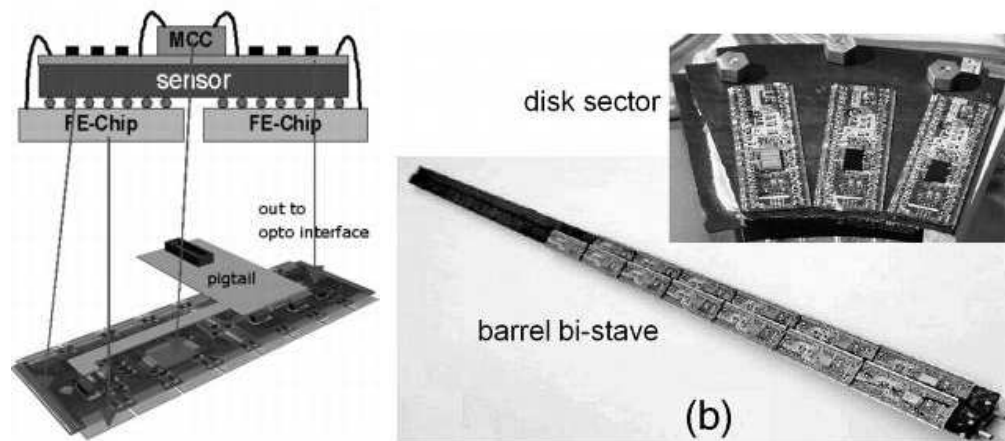 MCC
sensor
FE-Chip
FE-Chip
out to
opto interface
pigtail
disk sector
barrel bi-stave
(b)